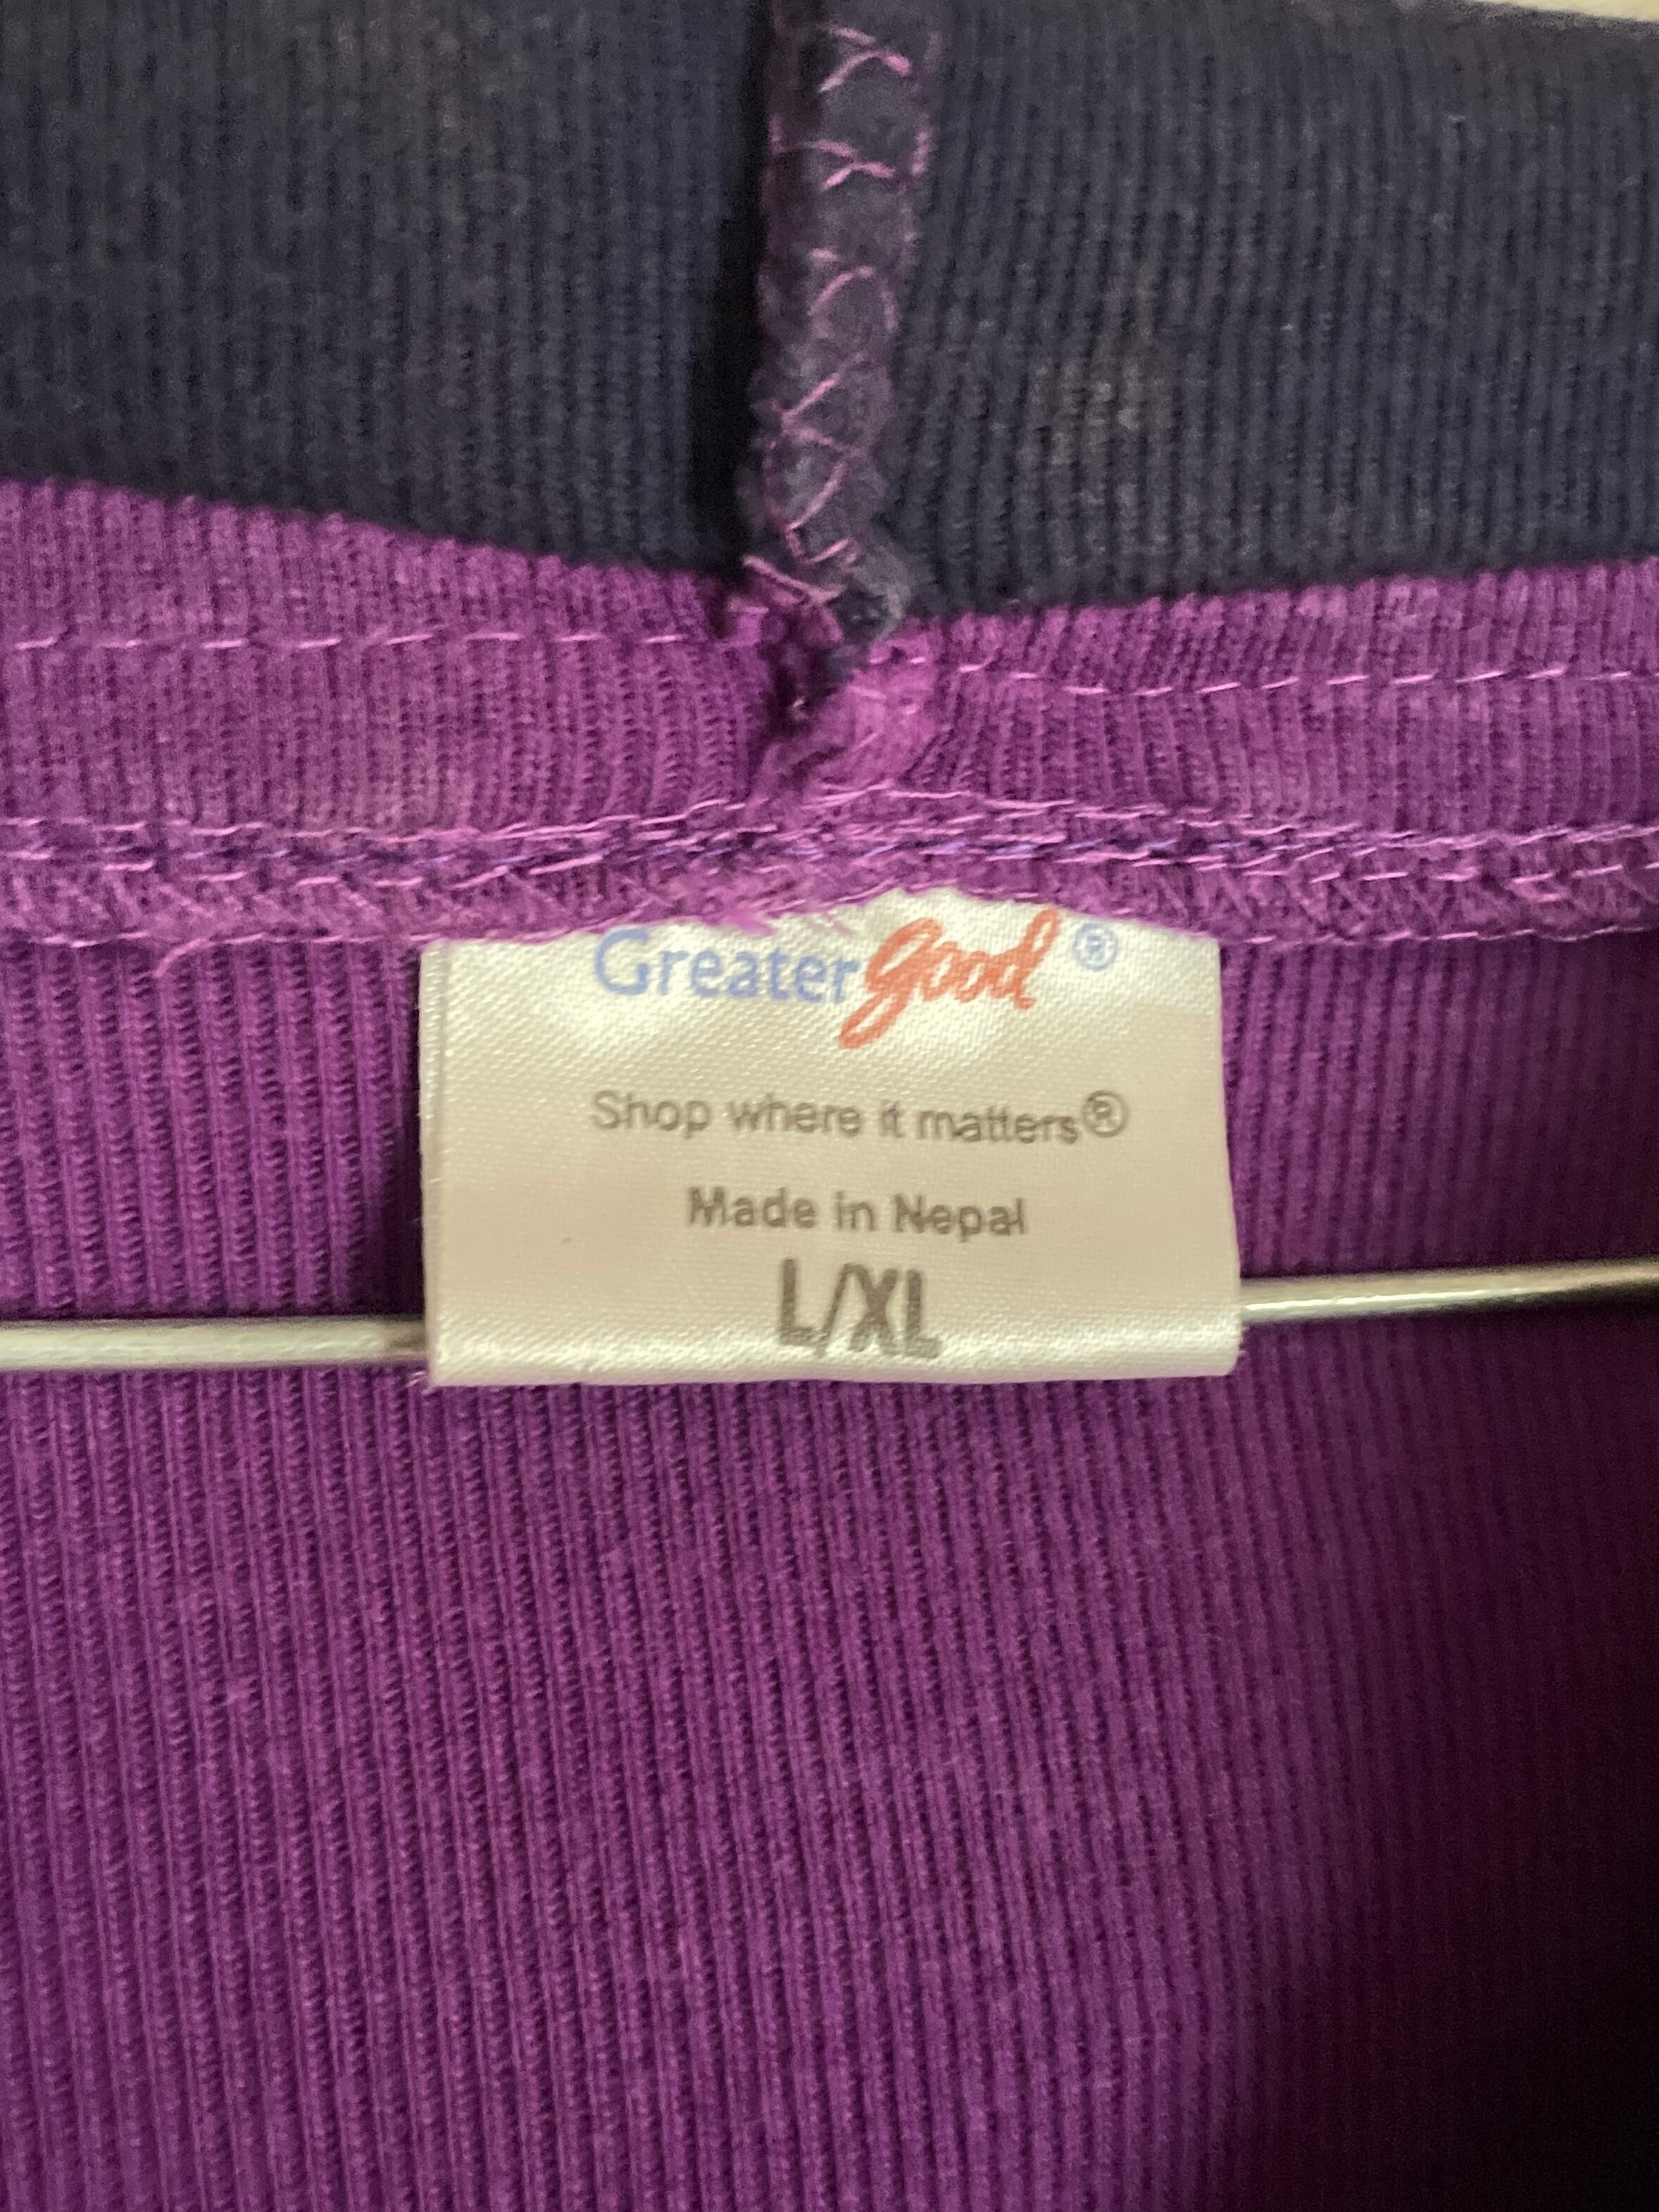 Greatergood®
Shop where it matters®
Made in Nepal
L/XL